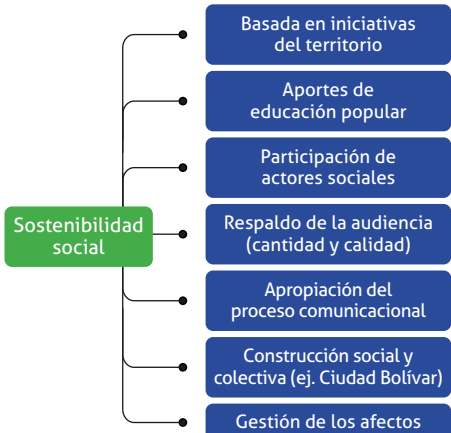 Basada en iniciativas
del territorio
Aportes de
educación popular
Participación de
actores sociales
Sostenibilidad
social
Respaldo de la audiencia
(cantidad y calidad)
Apropiación del
proceso comunicacional
Construcción social y
colectiva (ej. Ciudad Bolívar)
Gestión de los afectos